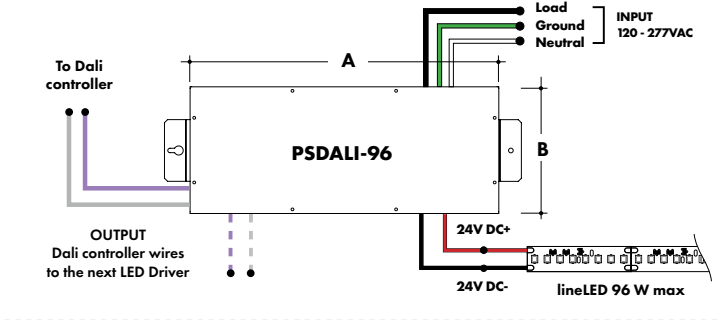 Load
Ground
Neutral
INPUT
120 - 277VAC
To Dali
controller
A
PSDALI-96
B
OUTPUT
Dali controller wires
to the next LED Driver
24V DC+
24V DC-
lineLED 96 W max